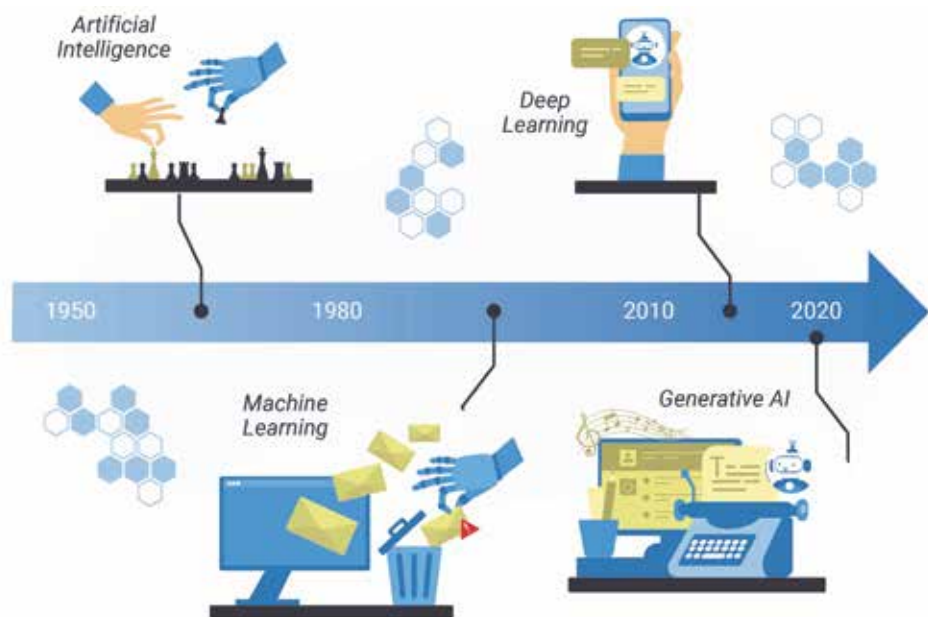 Artificial
Intelligence
Deep
Learning
1950
1980
2010
2020
Machine
Learning
Generative AI
T